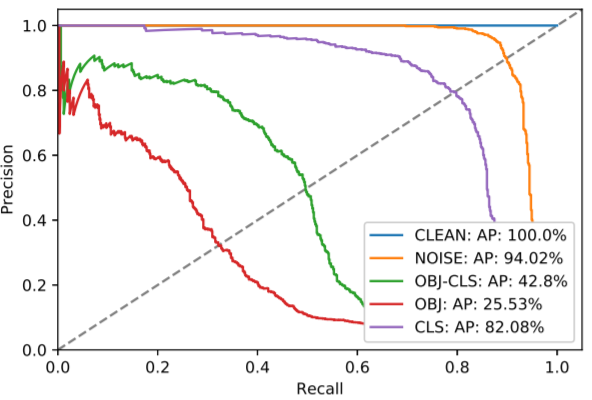 1.0
0.8
0.6
0.4
0.2
0.0
Precision
0.0 0.2 0.4 0.6 0.8 1.0
Recall
CLEAN: AP: 100.0%
NOISE: AP: 94.02%
OBJ-CLS: AP: 42.8%
OBJ: AP: 25.53%
CLS: AP: 82.08%